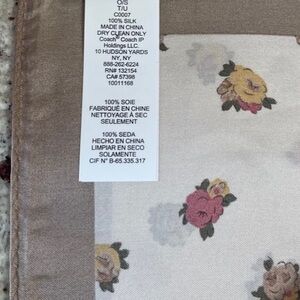 O/S
T/U
C0007
100% SILK
MADE IN CHINA
DRY CLEAN ONLY
Coach® Coach IP
Holdings LLC.
10 HUDSON YARDS
NY, NY
888-262-6224
RN# 132154
CA# 57398
10011168
100% SOIE
FABRIQUÉ EN CHINE
NETTOYAGE À SEC
SEULEMENT
100% SEDA
HECHO EN CHINA
LIMPIAR EN SECO
SOLAMENTE
CIF N° B-65.335.317